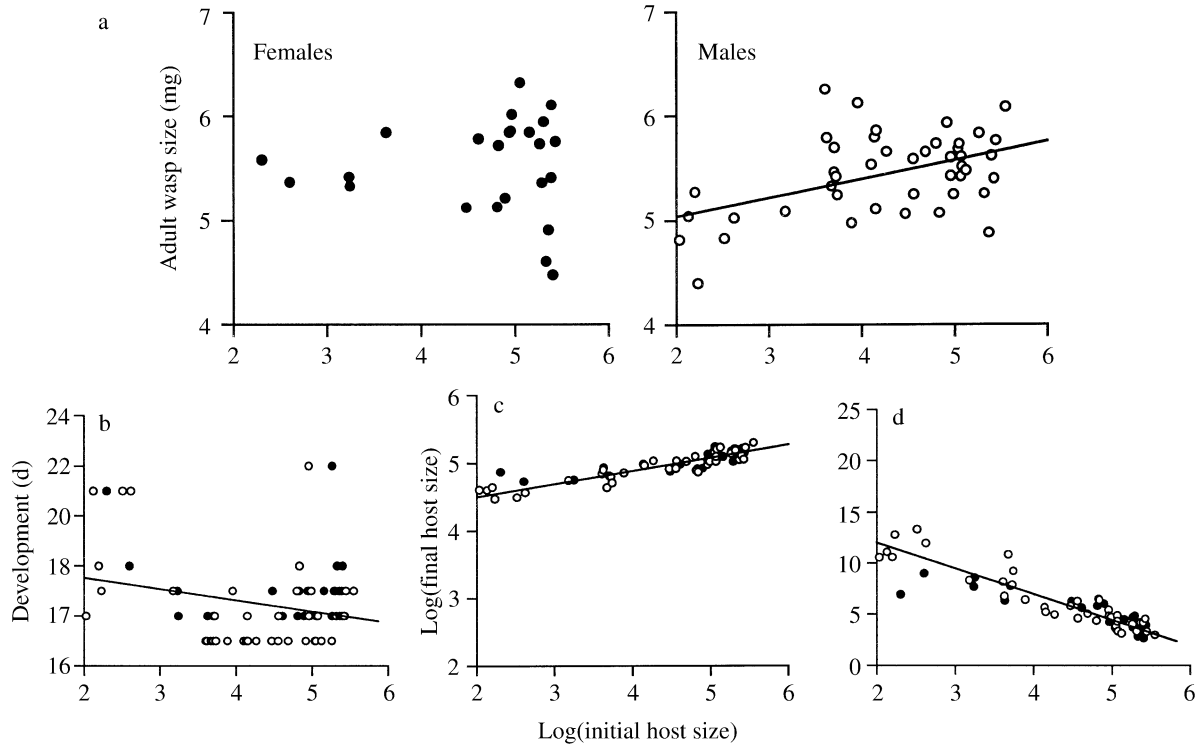 a
7
6
5
4
Adult wasp size (mg)
Females
2 3 4 5 6
7
6
5
4
Males
2 3 4 5 6
b
24
22
20
18
17
16
Development (d)
2 3 4 5 6
c
6
5
4
3
2
Log(final host size)
2 3 4 5 6
d
25
20
15
10
5
0
2 3 4 5 6
Log(initial host size)